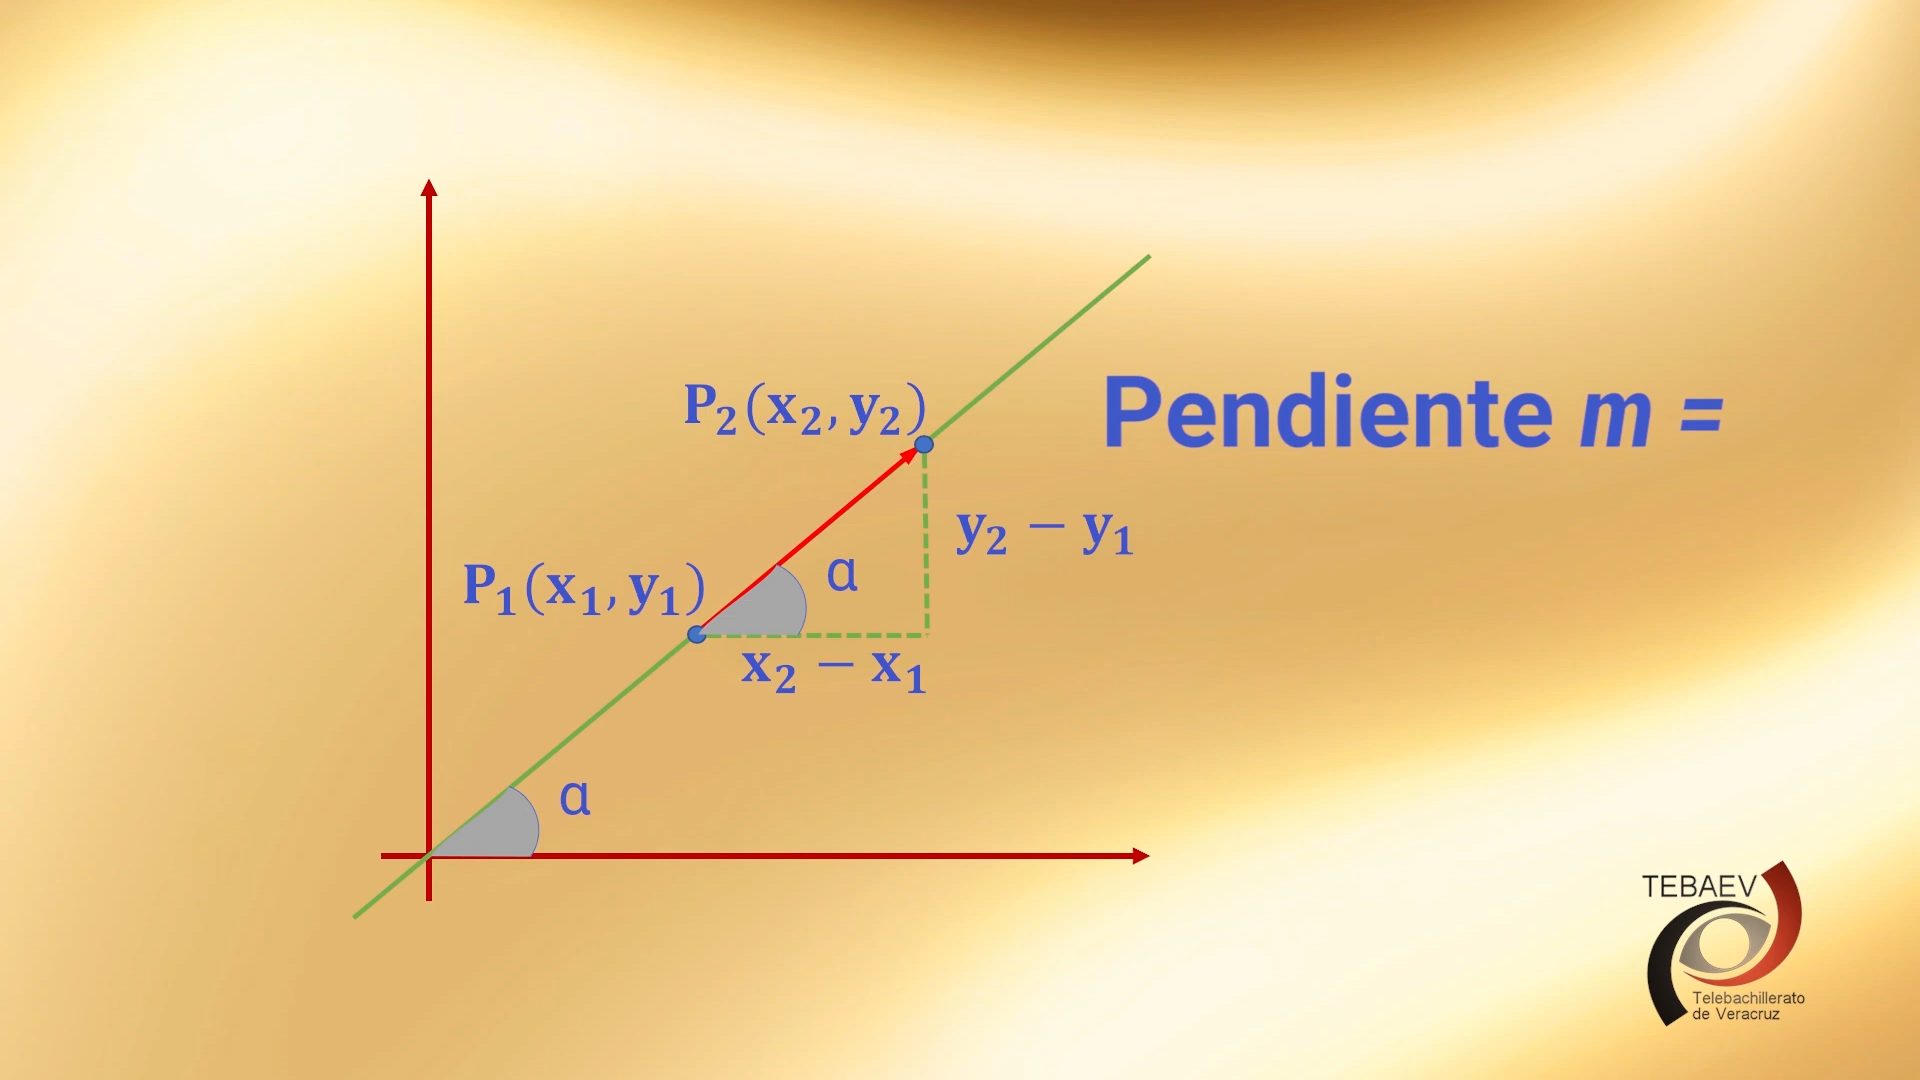 P₂(x₂, y₂)
Pendiente m =
y₂ − y₁
α
P₁(x₁, y₁)
x₂ − x₁
α
TEBAEV
Telebachillerato
de Veracruz